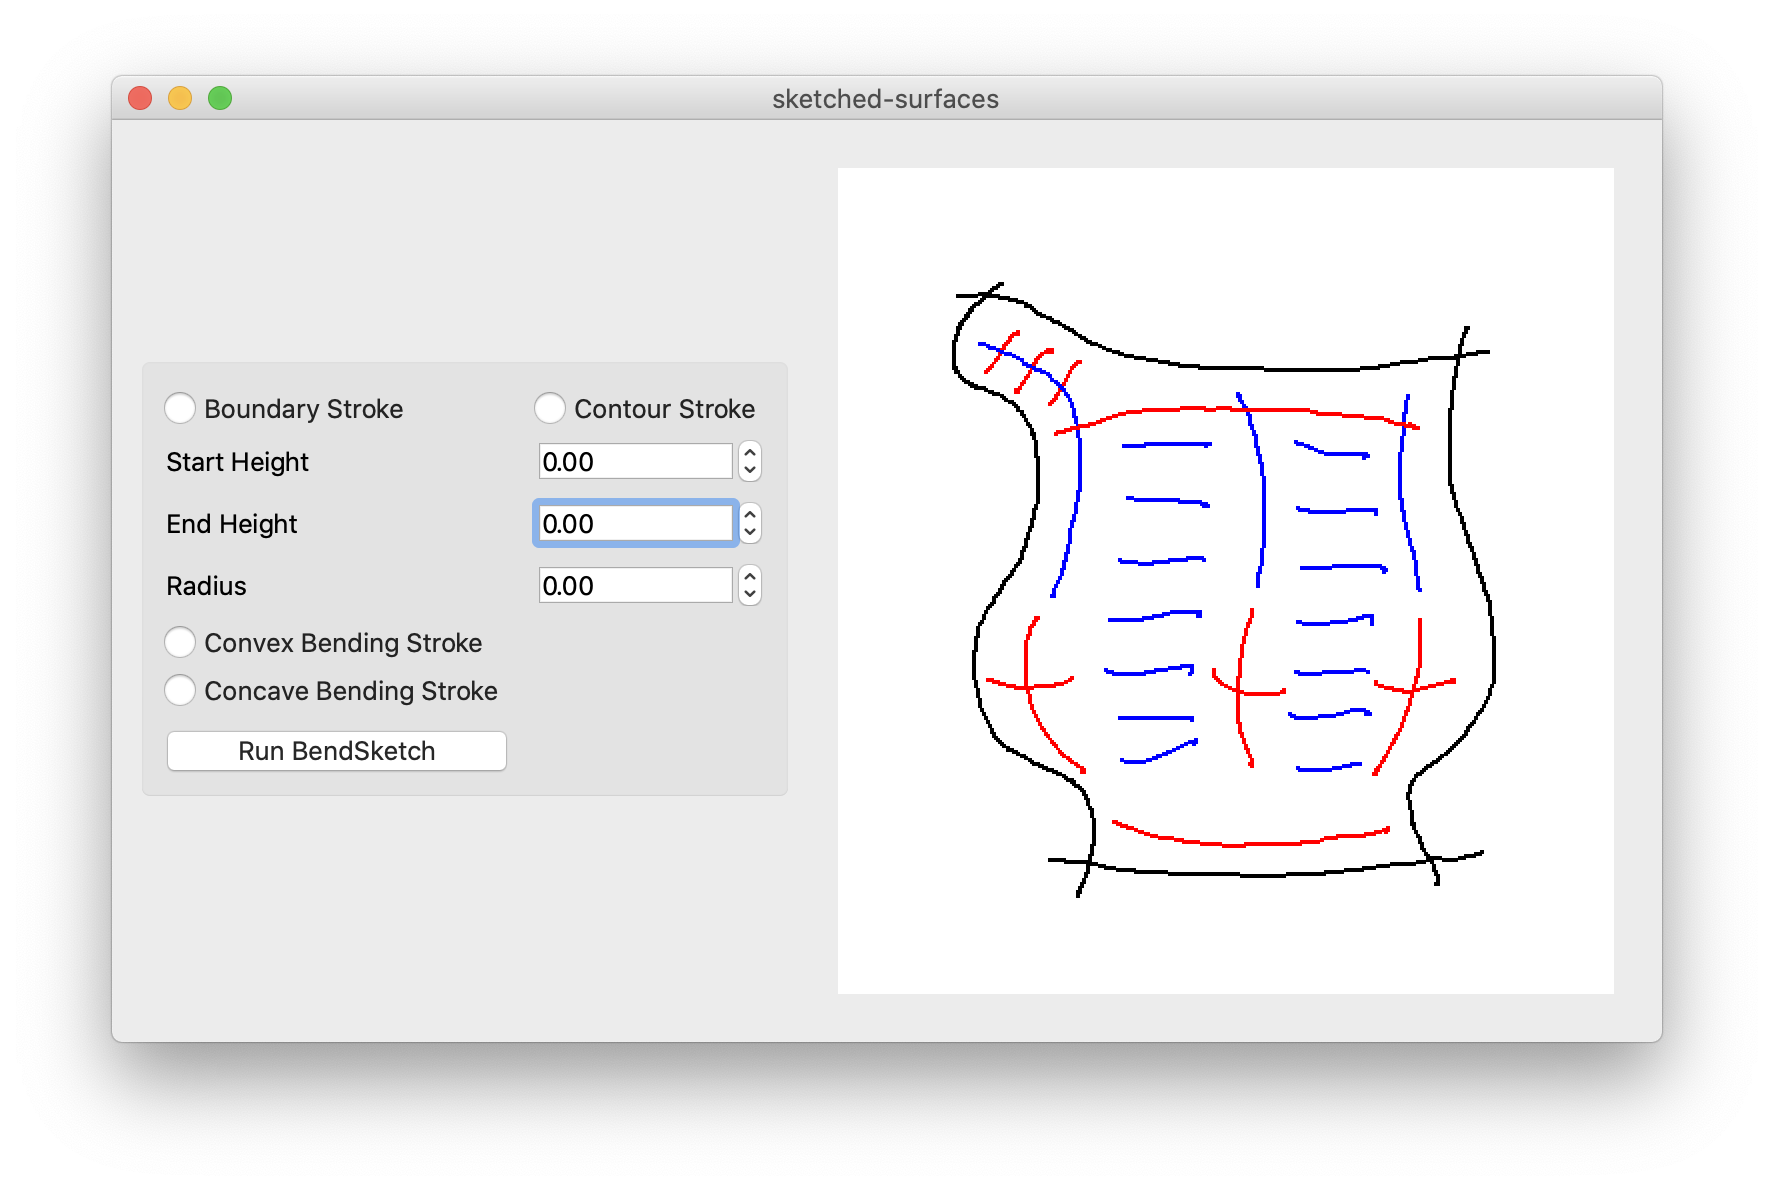 sketched-surfaces
Boundary Stroke Contour Stroke
Start Height 0.00
End Height 0.00
Radius 0.00
Convex Bending Stroke
Concave Bending Stroke
Run BendSketch